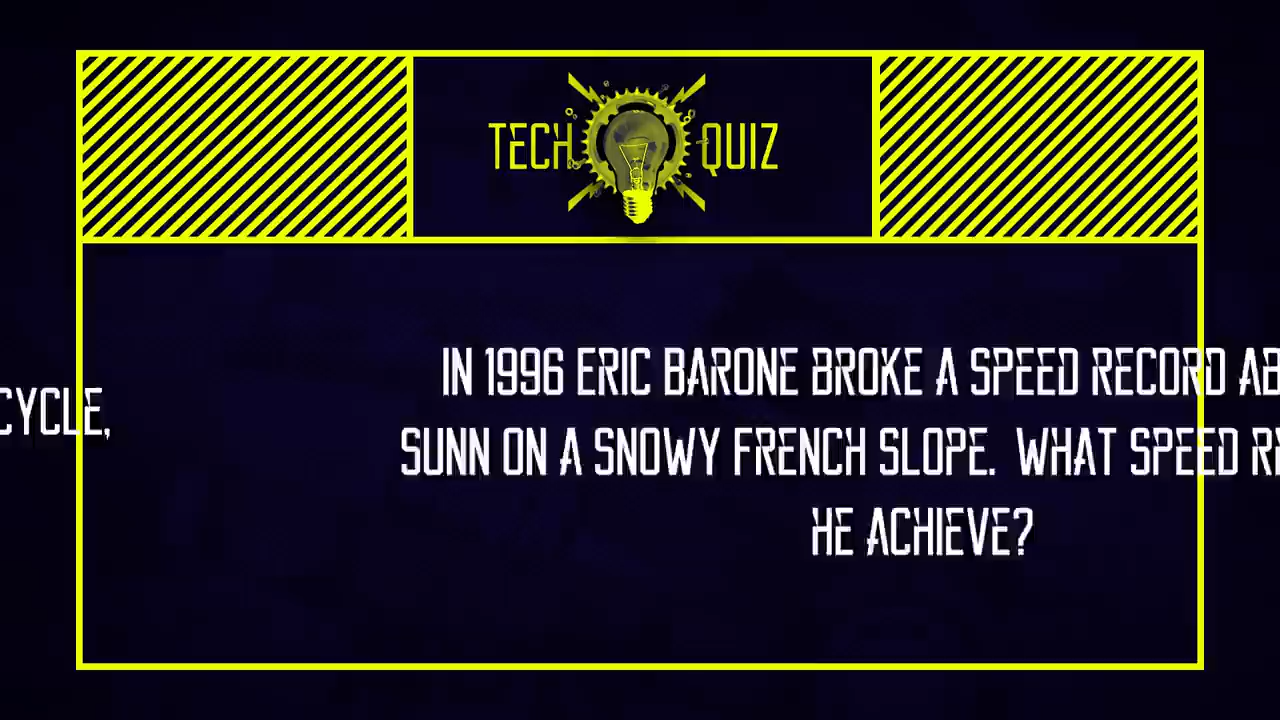 TECH QUIZ
IN 1996 ERIC BARONE BROKE A SPEED RECORD
CYCLE,
SUNN ON A SNOWY FRENCH SLOPE. WHAT SPEED
HE ACHIEVE?